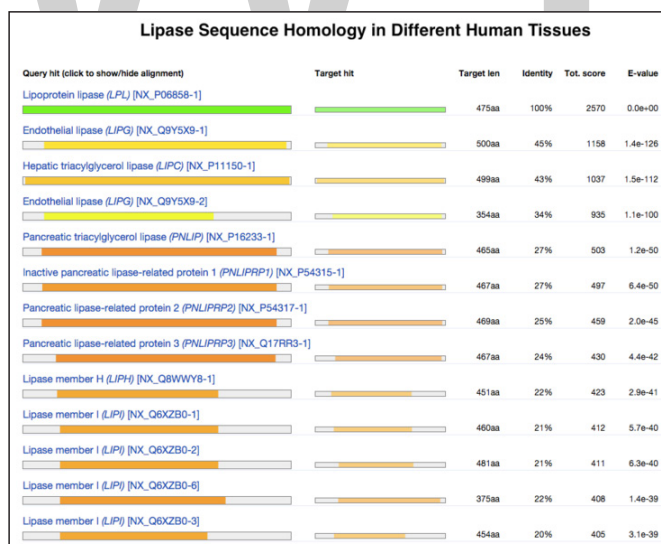 Lipase Sequence Homology in Different Human Tissues
Query hit (click to show/hide alignment) Target hit Target len Identity Tot. score E-value
Lipoprotein lipase (LPL) [NX_P06858-1]
475aa 100% 2570 0.0e+00
Endothelial lipase (LIPG) [NX_Q9Y5X9-1]
500aa 45% 1158 1.4e-126
Hepatic triacylglycerol lipase (LIPC) [NX_P11150-1]
499aa 43% 1037 1.5e-112
Endothelial lipase (LIPG) [NX_Q9Y5X9-2]
354aa 34% 935 1.1e-100
Pancreatic triacylglycerol lipase (PNLIP) [NX_P16233-1]
465aa 27% 503 1.2e-50
Inactive pancreatic lipase-related protein 1 (PNLIPRP1) [NX_P54315-1]
467aa 27% 497 6.4e-50
Pancreatic lipase-related protein 2 (PNLIPRP2) [NX_P54317-1]
469aa 25% 459 2.0e-45
Pancreatic lipase-related protein 3 (PNLIPRP3) [NX_Q17RR3-1]
467aa 24% 430 4.4e-42
Lipase member H (LIPH) [NX_Q8WWY8-1]
451aa 22% 423 2.9e-41
Lipase member I (LIPI) [NX_Q6XZB0-1]
460aa 21% 412 5.7e-40
Lipase member I (LIPI) [NX_Q6XZB0-2]
481aa 21% 411 6.3e-40
Lipase member I (LIPI) [NX_Q6XZB0-6]
375aa 22% 408 1.4e-39
Lipase member I (LIPI) [NX_Q6XZB0-3]
454aa 20% 405 3.1e-39